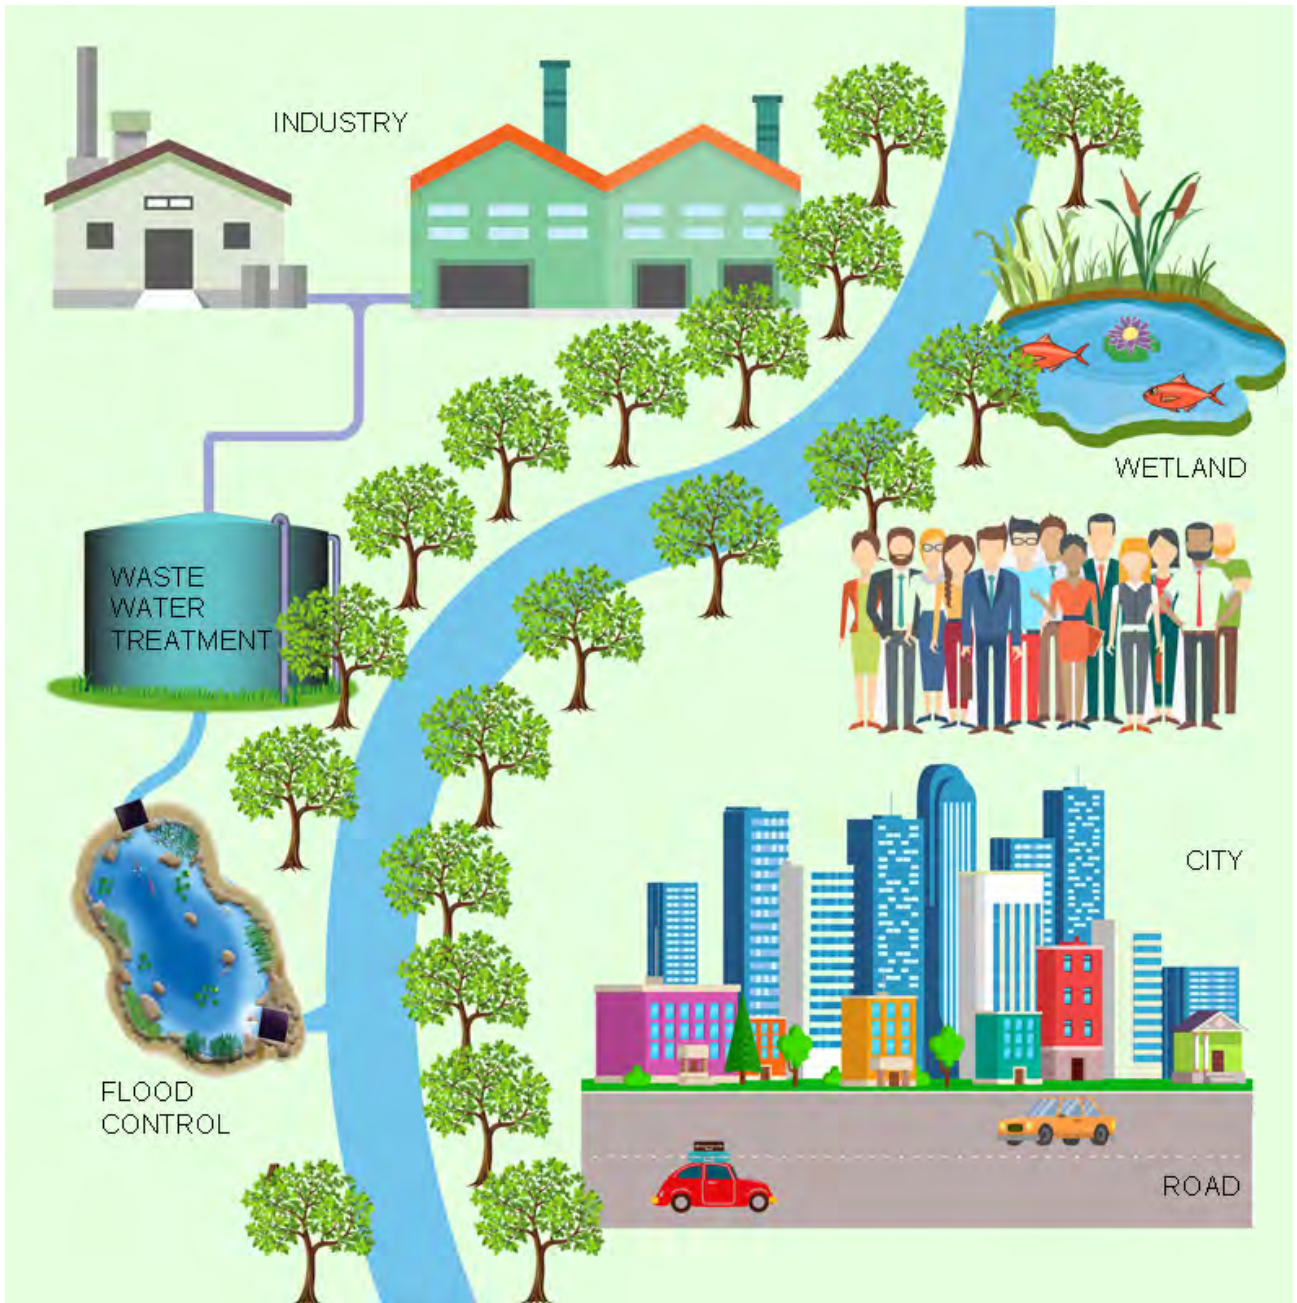 INDUSTRY
WETLAND
WASTE
WATER
TREATMENT
CITY
FLOOD
CONTROL
ROAD